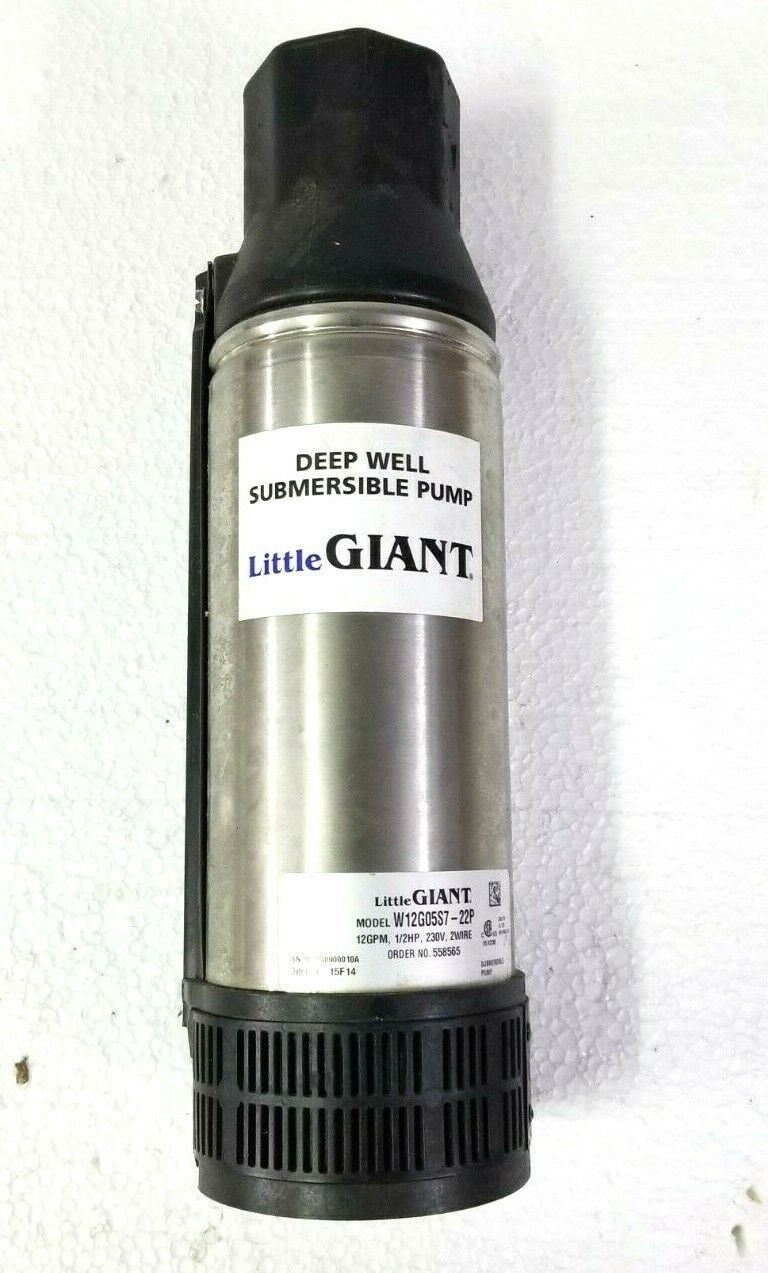 DEEP WELL
SUBMERSIBLE PUMP
Little GIANT®
Little GIANT
MODEL W12G05S7-22P
12GPM, 1/2HP, 230V, 2WIRE
ORDER NO. 558565
15F14
SUBMERSIBLE
PUMP